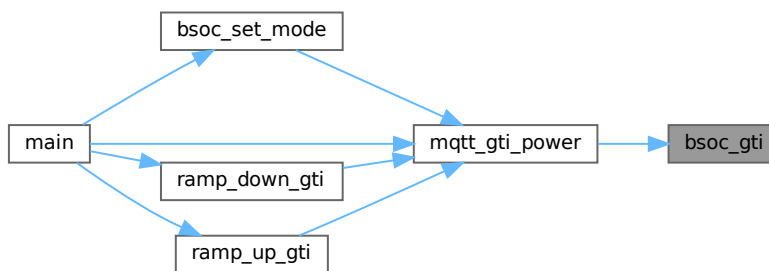 bsoc_set_mode
main
mqtt_gti_power
bsoc_gti
ramp_down_gti
ramp_up_gti